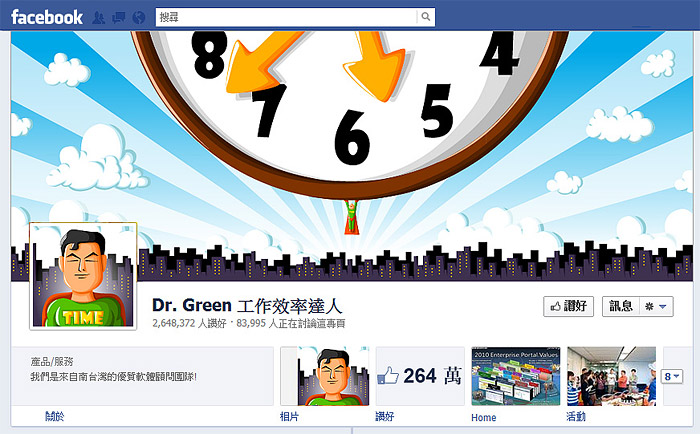 facebook
搜尋
8
7
6
5
4
TIME
Dr. Green 工作效率達人
2,648,372 人讚好 · 83,995 人正在討論這專頁
讚好
訊息
產品/服務
我們是來自南台灣的優質軟體顧問團隊!
關於
相片
264 萬
讚好
2010 Enterprise Portal Values
Home
活動
8